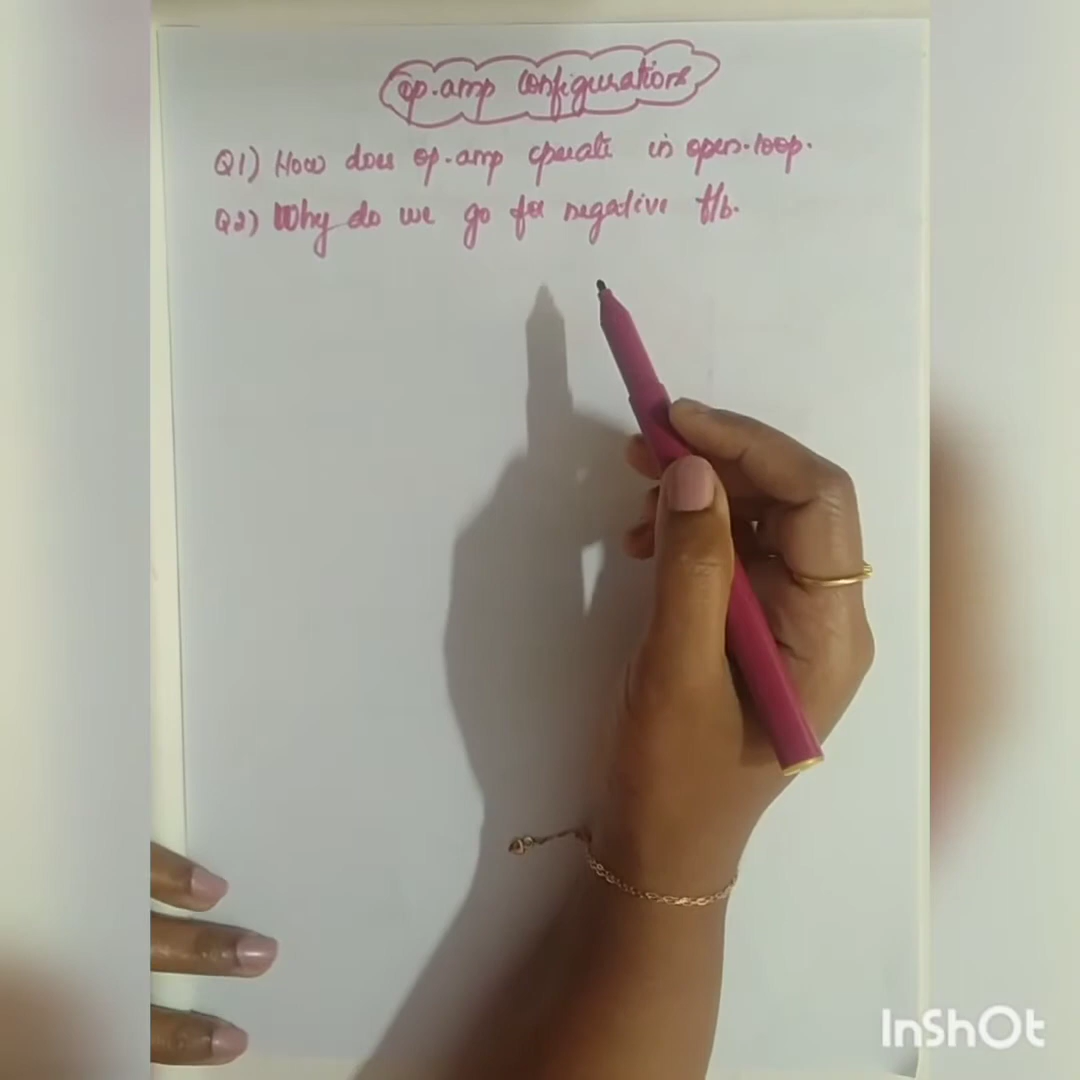 op-amp configurations
Q1) How does op-amp operate in open-loop.
Q2) Why do we go for negative f/b.
InShOt